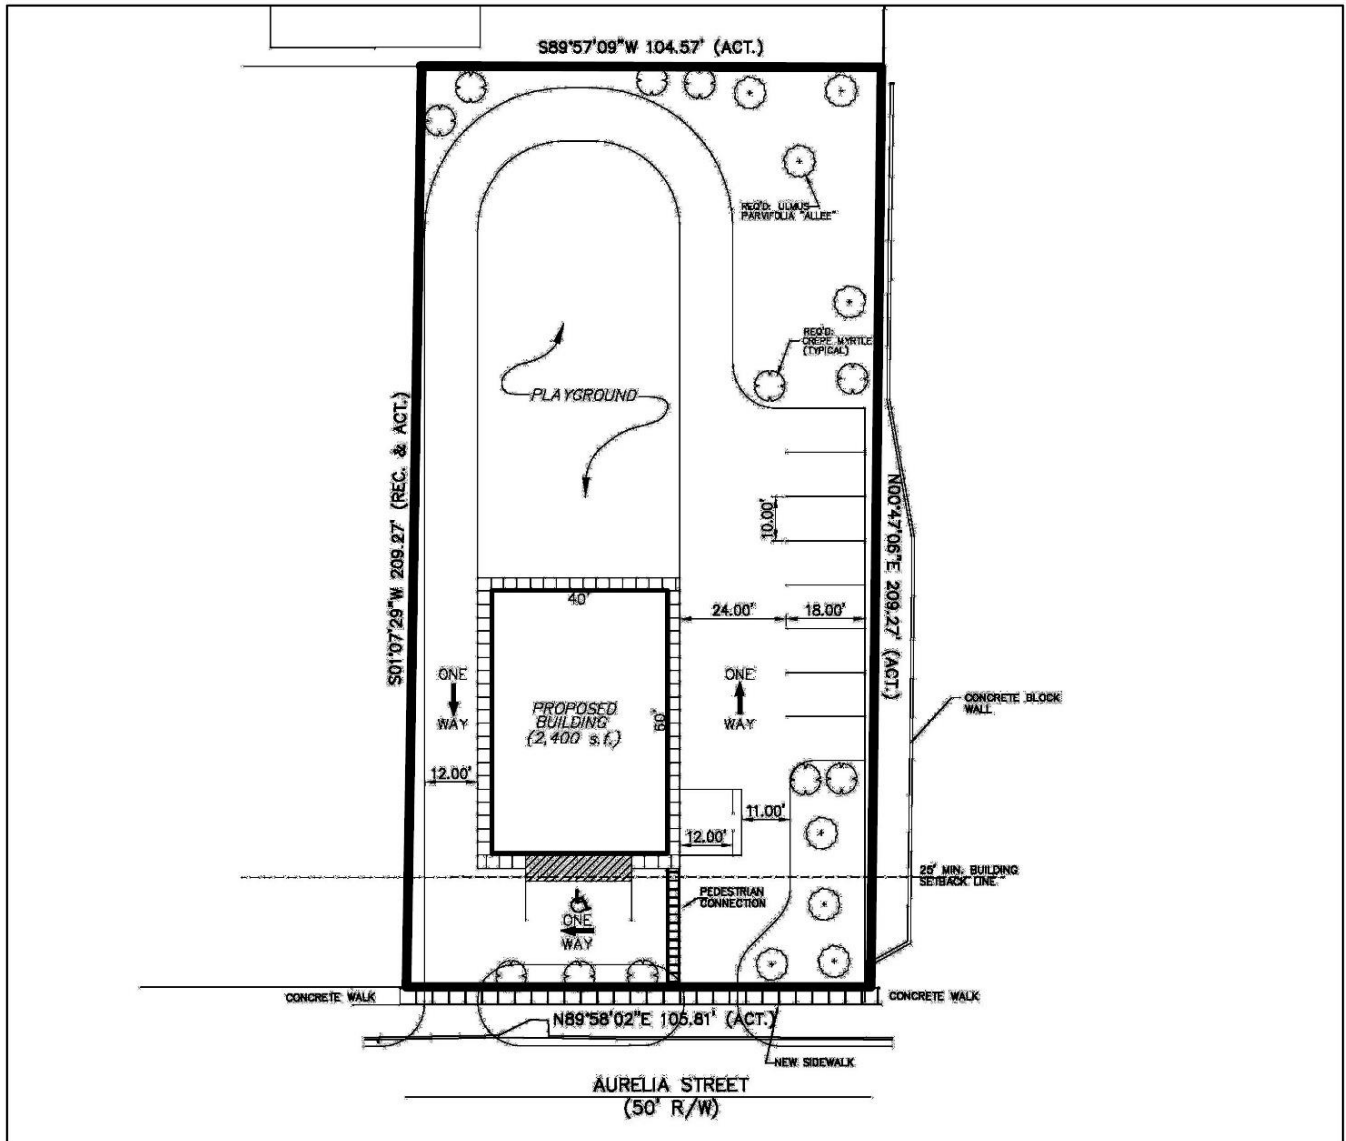 S89°57'09"W 104.57' (ACT.)
REQ'D: ULMUS
PARVIFOLIA "ALLEE"
REQ'D:
CREPE MYRTLE
(TYPICAL)
PLAYGROUND
S01°07'29"W 209.27' (REC. & ACT.)
N00°47'06"E 209.27' (ACT.)
10.00'
40'
24.00'
18.00'
ONE
WAY
PROPOSED
BUILDING
(2,400 s.f.)
60'
ONE
WAY
CONCRETE BLOCK
WALL
12.00'
11.00'
12.00'
25' MIN. BUILDING
SETBACK LINE
PEDESTRIAN
CONNECTION
ONE
WAY
CONCRETE WALK
CONCRETE WALK
N89°58'02"E 105.81' (ACT.)
NEW SIDEWALK
AURELIA STREET
(50' R/W)